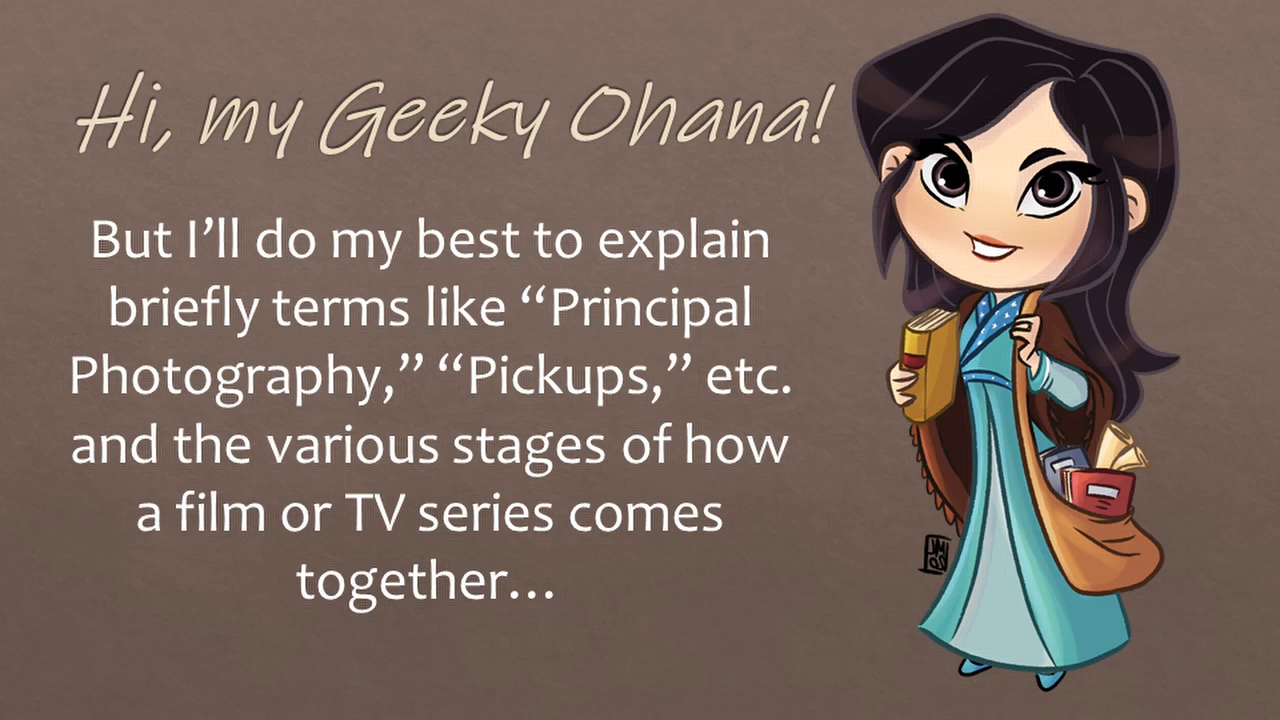 Hi, my Geeky Ohana!
But I’ll do my best to explain
briefly terms like “Principal
Photography,” “Pickups,” etc.
and the various stages of how
a film or TV series comes
together…